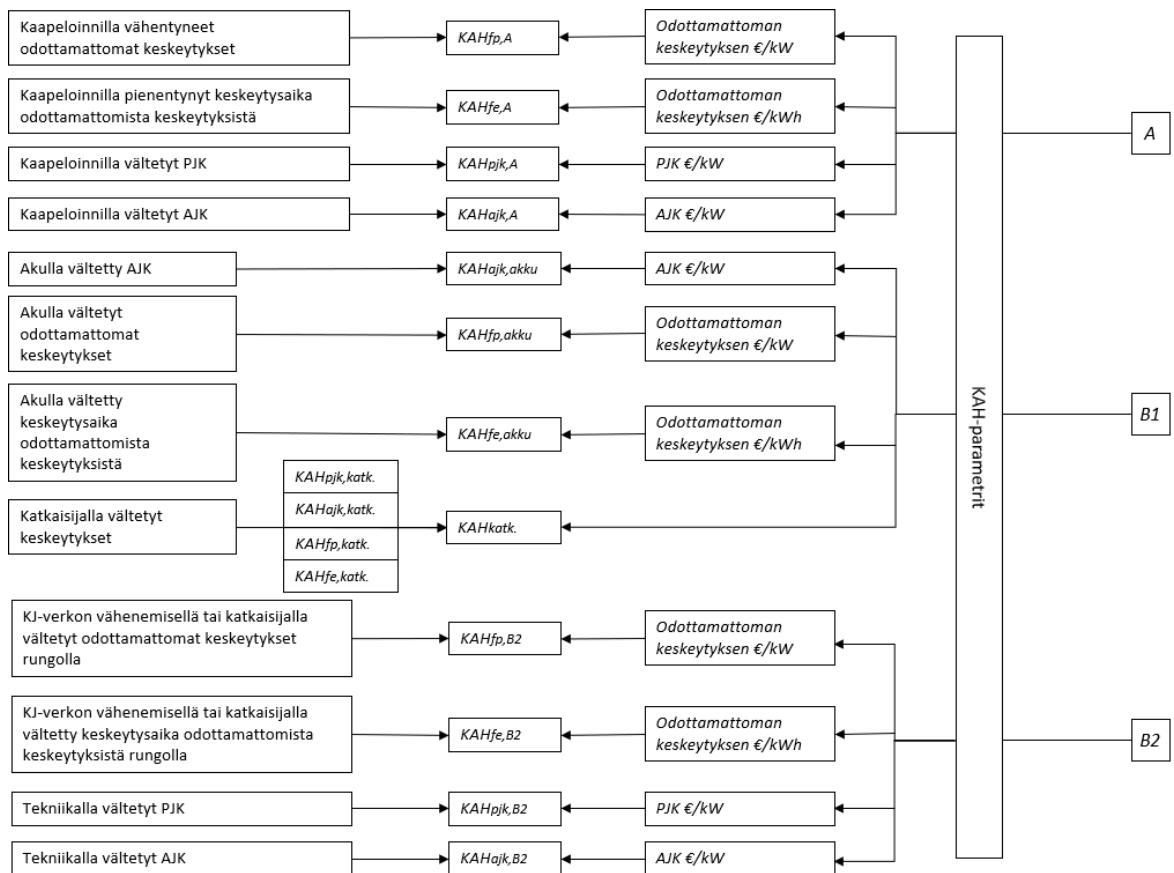 Kaapeloinnilla vähentyneet
odottamattomat keskeytykset
KAHfp,A
Odottamattoman
keskeytyksen €/kW
Kaapeloinnilla pienentynyt keskeytysaika
odottamattomista keskeytyksistä
KAHfe,A
Odottamattoman
keskeytyksen €/kWh
Kaapeloinnilla vältetyt PJK
KAHpjk,A
PJK €/kW
Kaapeloinnilla vältetyt AJK
KAHajk,A
AJK €/kW
A
Akulla vältetty AJK
KAHajk,akku
AJK €/kW
Akulla vältetyt
odottamattomat
keskeytykset
KAHfp,akku
Odottamattoman
keskeytyksen €/kW
Akulla vältetty
keskeytysaika
odottamattomista
keskeytyksistä
KAHfe,akku
Odottamattoman
keskeytyksen €/kWh
Katkaisijalla vältetyt
keskeytykset
KAHpjk,katk.
KAHajk,katk.
KAHfp,katk.
KAHfe,katk.
KAHkatk.
KAH-parametrit
B1
KJ-verkon vähenemisellä tai katkaisijalla
vältetyt odottamattomat keskeytykset
rungolla
KAHfp,B2
Odottamattoman
keskeytyksen €/kW
KJ-verkon vähenemisellä tai katkaisijalla
vältetty keskeytysaika odottamattomista
keskeytyksistä rungolla
KAHfe,B2
Odottamattoman
keskeytyksen €/kWh
B2
Tekniikalla vältetyt PJK
KAHpjk,B2
PJK €/kW
Tekniikalla vältetyt AJK
KAHajk,B2
AJK €/kW